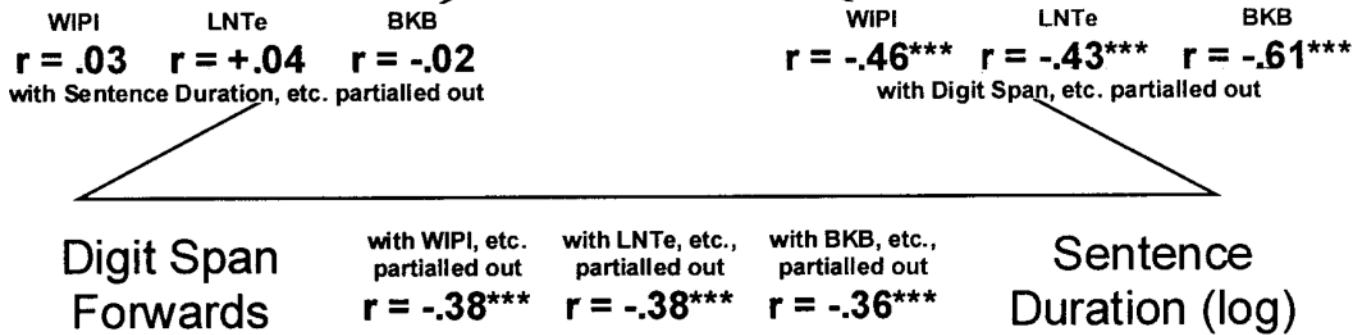 WIPI LNTe BKB
r = .03 r = +.04 r = -.02
with Sentence Duration, etc. partialled out
WIPI LNTe BKB
r = -.46*** r = -.43*** r = -.61***
with Digit Span, etc. partialled out
Digit Span
Forwards
with WIPI, etc.
partialled out
r = -.38***
with LNTe, etc.,
partialled out
r = -.38***
with BKB, etc.,
partialled out
r = -.36***
Sentence
Duration (log)